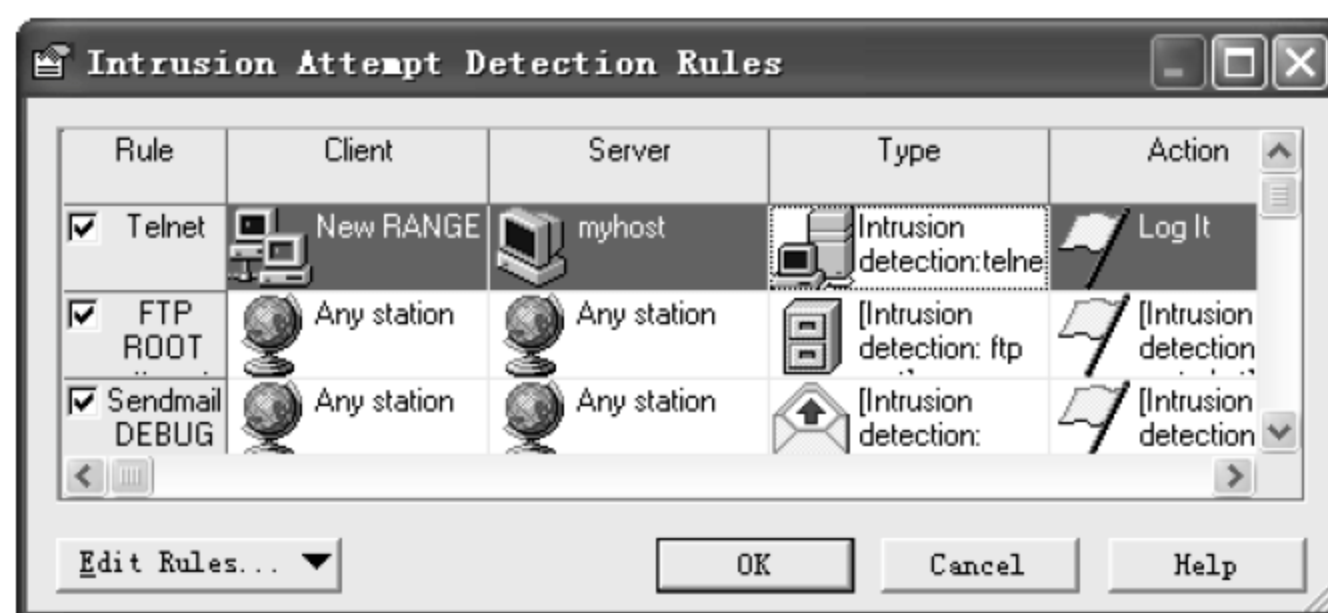 Intrusion Attempt Detection Rules
Rule Client Server Type Action
Telnet New RANGE myhost Intrusion detection:telne Log It
FTP ROOT Any station Any station [Intrusion detection: ftp [Intrusion detection
Sendmail DEBUG Any station Any station [Intrusion detection: [Intrusion detection
Edit Rules... OK Cancel Help